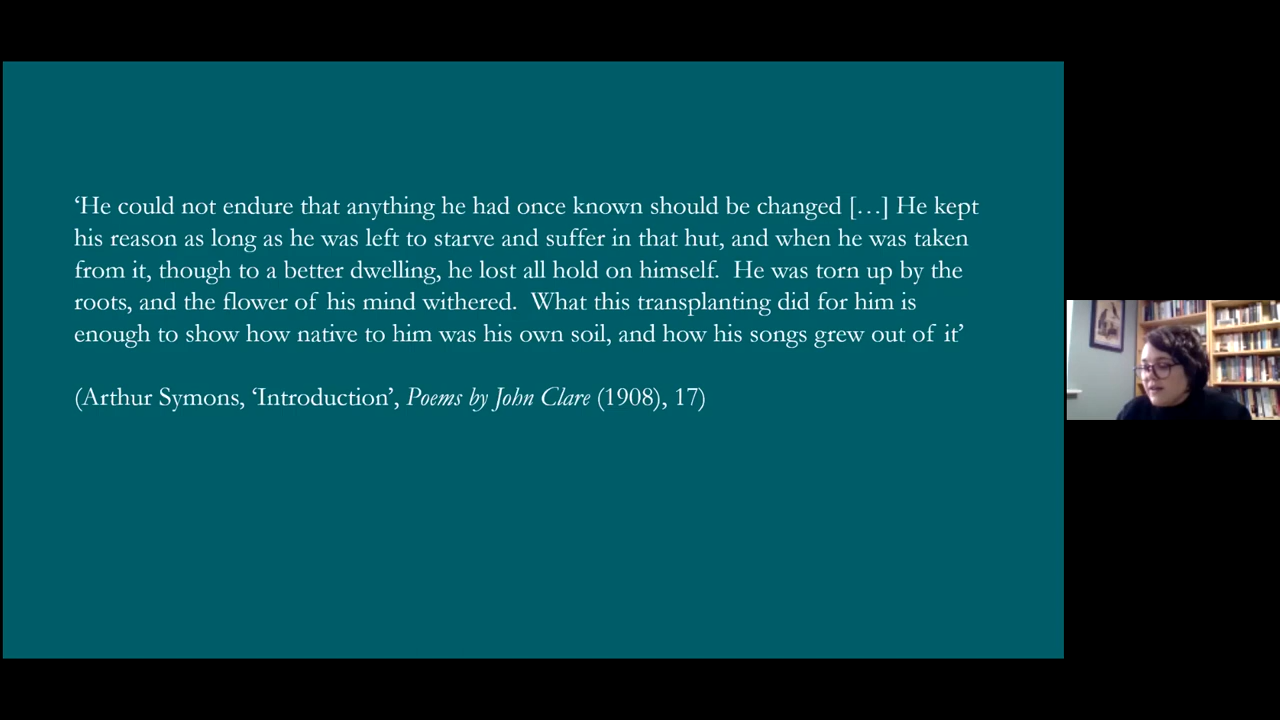 ‘He could not endure that anything he had once known should be changed […] He kept
his reason as long as he was left to starve and suffer in that hut, and when he was taken
from it, though to a better dwelling, he lost all hold on himself.  He was torn up by the
roots, and the flower of his mind withered.  What this transplanting did for him is
enough to show how native to him was his own soil, and how his songs grew out of it’
(Arthur Symons, ‘Introduction’, Poems by John Clare (1908), 17)